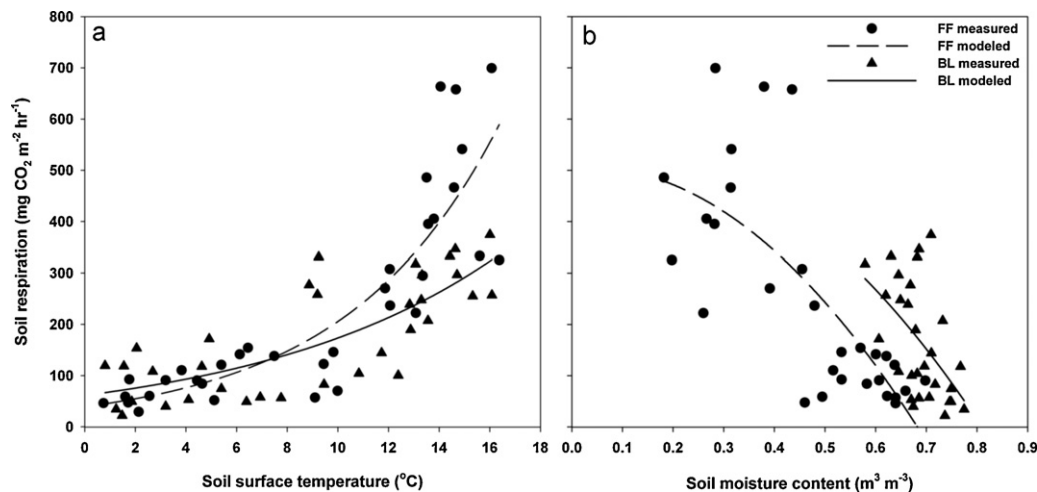 a
b
FF measured
FF modeled
BL measured
BL modeled
800
700
600
500
400
300
200
100
0
Soil respiration (mg CO₂ m⁻² hr⁻¹)
0 2 4 6 8 10 12 14 16 18
0.0 0.1 0.2 0.3 0.4 0.5 0.6 0.7 0.8 0.9
Soil surface temperature (°C)
Soil moisture content (m³ m⁻³)